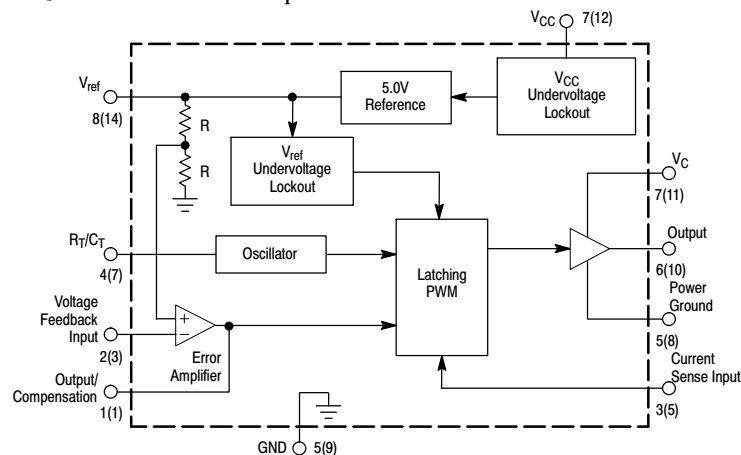 VCC 7(12)
Vref
8(14)
5.0V
Reference
VCC
Undervoltage
Lockout
R
R
Vref
Undervoltage
Lockout
VC
7(11)
RT/CT
4(7)
Oscillator
Latching
PWM
Output
6(10)
Power
Ground
5(8)
Voltage
Feedback
Input
2(3)
+
−
Error
Amplifier
Output/
Compensation
1(1)
Current
Sense Input
3(5)
GND 5(9)